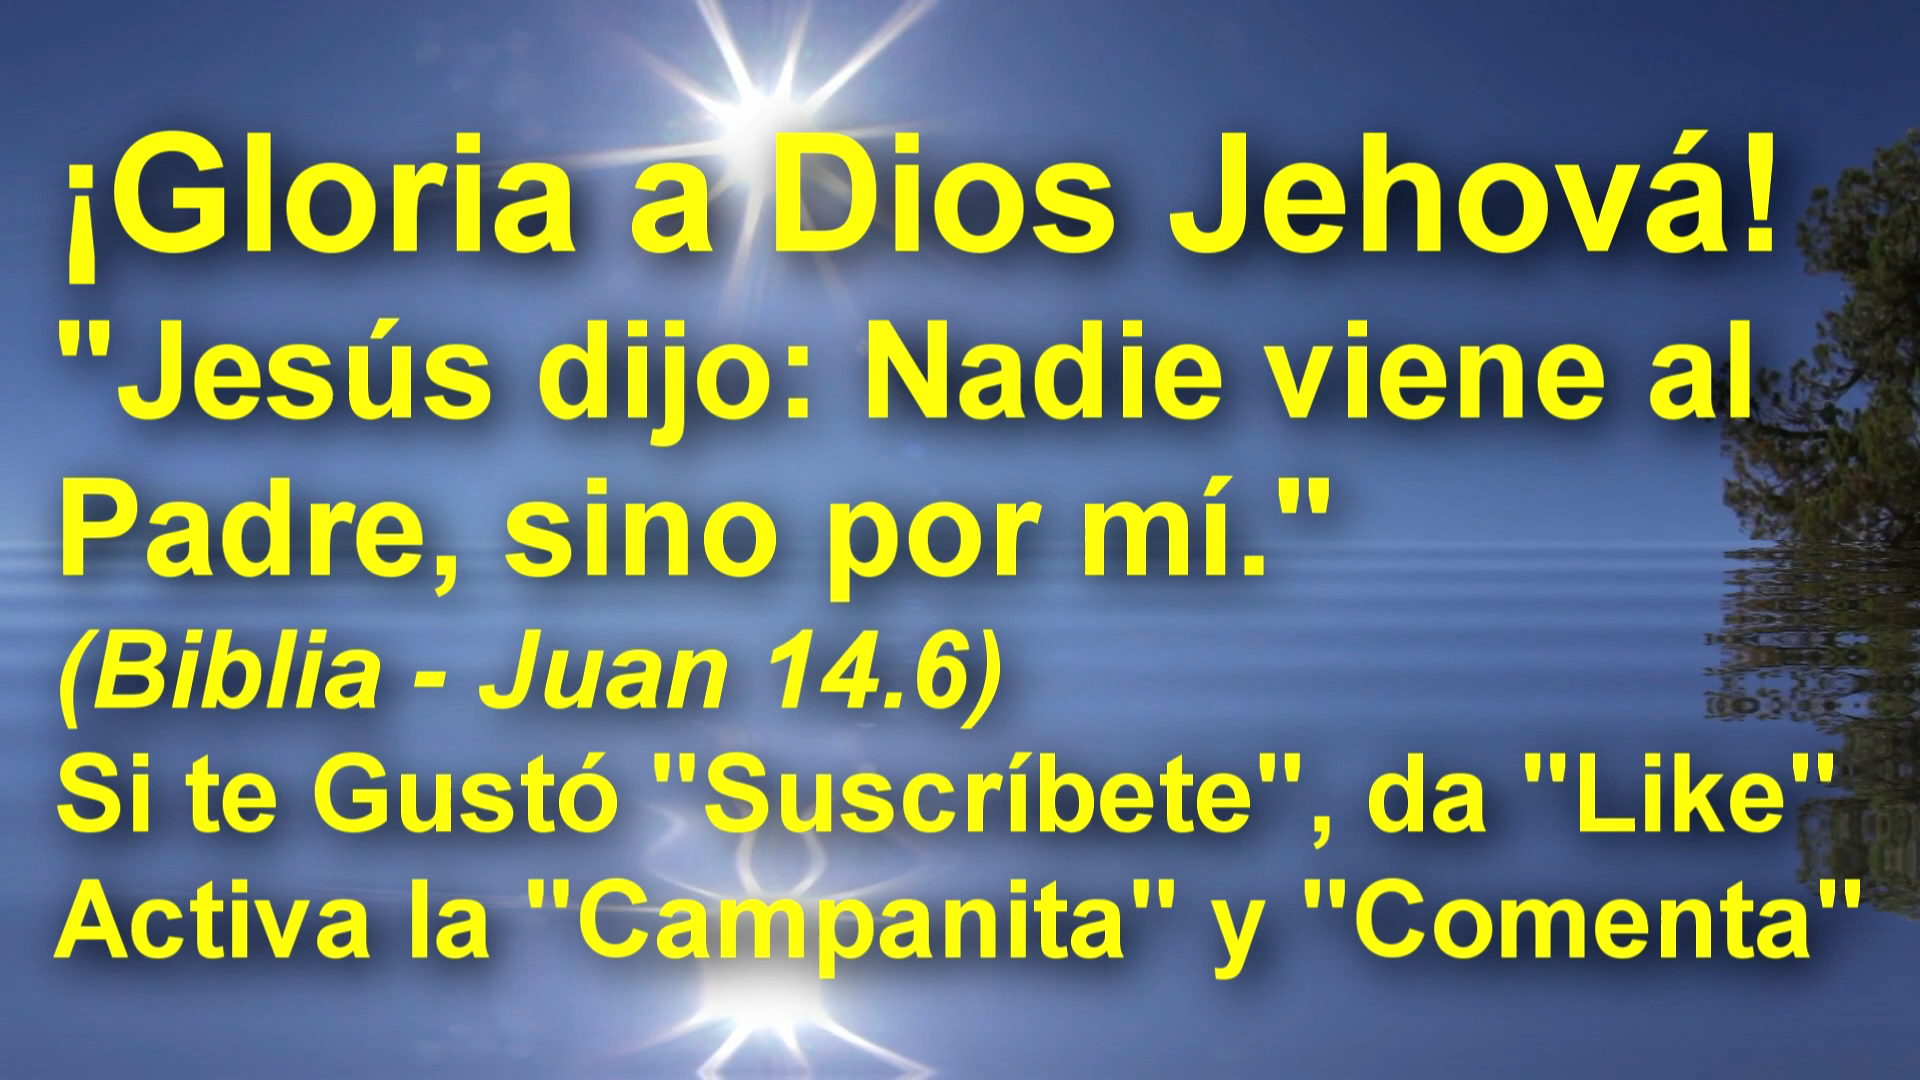 ¡Gloria a Dios Jehová!
"Jesús dijo: Nadie viene al
Padre, sino por mí."
(Biblia - Juan 14.6)
Si te Gustó "Suscríbete", da "Like"
Activa la "Campanita" y "Comenta"